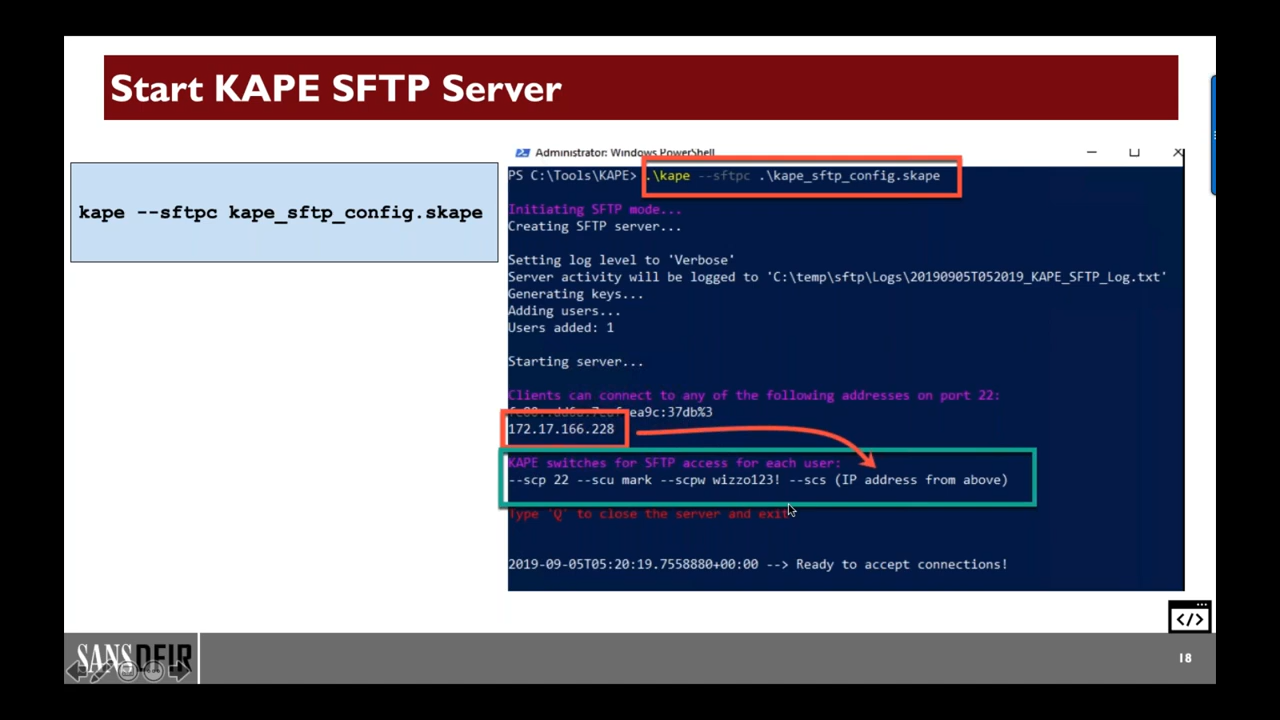 Start KAPE SFTP Server
kape --sftpc kape_sftp_config.skape
Administrator: Windows PowerShell
PS C:\Tools\KAPE> .\kape --sftpc .\kape_sftp_config.skape
Initiating SFTP mode...
Creating SFTP server...
Setting log level to 'Verbose'
Server activity will be logged to 'C:\temp\sftp\Logs\20190905T052019_KAPE_SFTP_Log.txt'
Generating keys...
Adding users...
Users added: 1
Starting server...
Clients can connect to any of the following addresses on port 22:
ea9c:37db%3
172.17.166.228
KAPE switches for SFTP access for each user:
--scp 22 --scu mark --scpw wizzo123! --scs (IP address from above)
Type 'Q' to close the server and exit
2019-09-05T05:20:19.7558880+00:00 --> Ready to accept connections!
</>
SANS DFIR
18